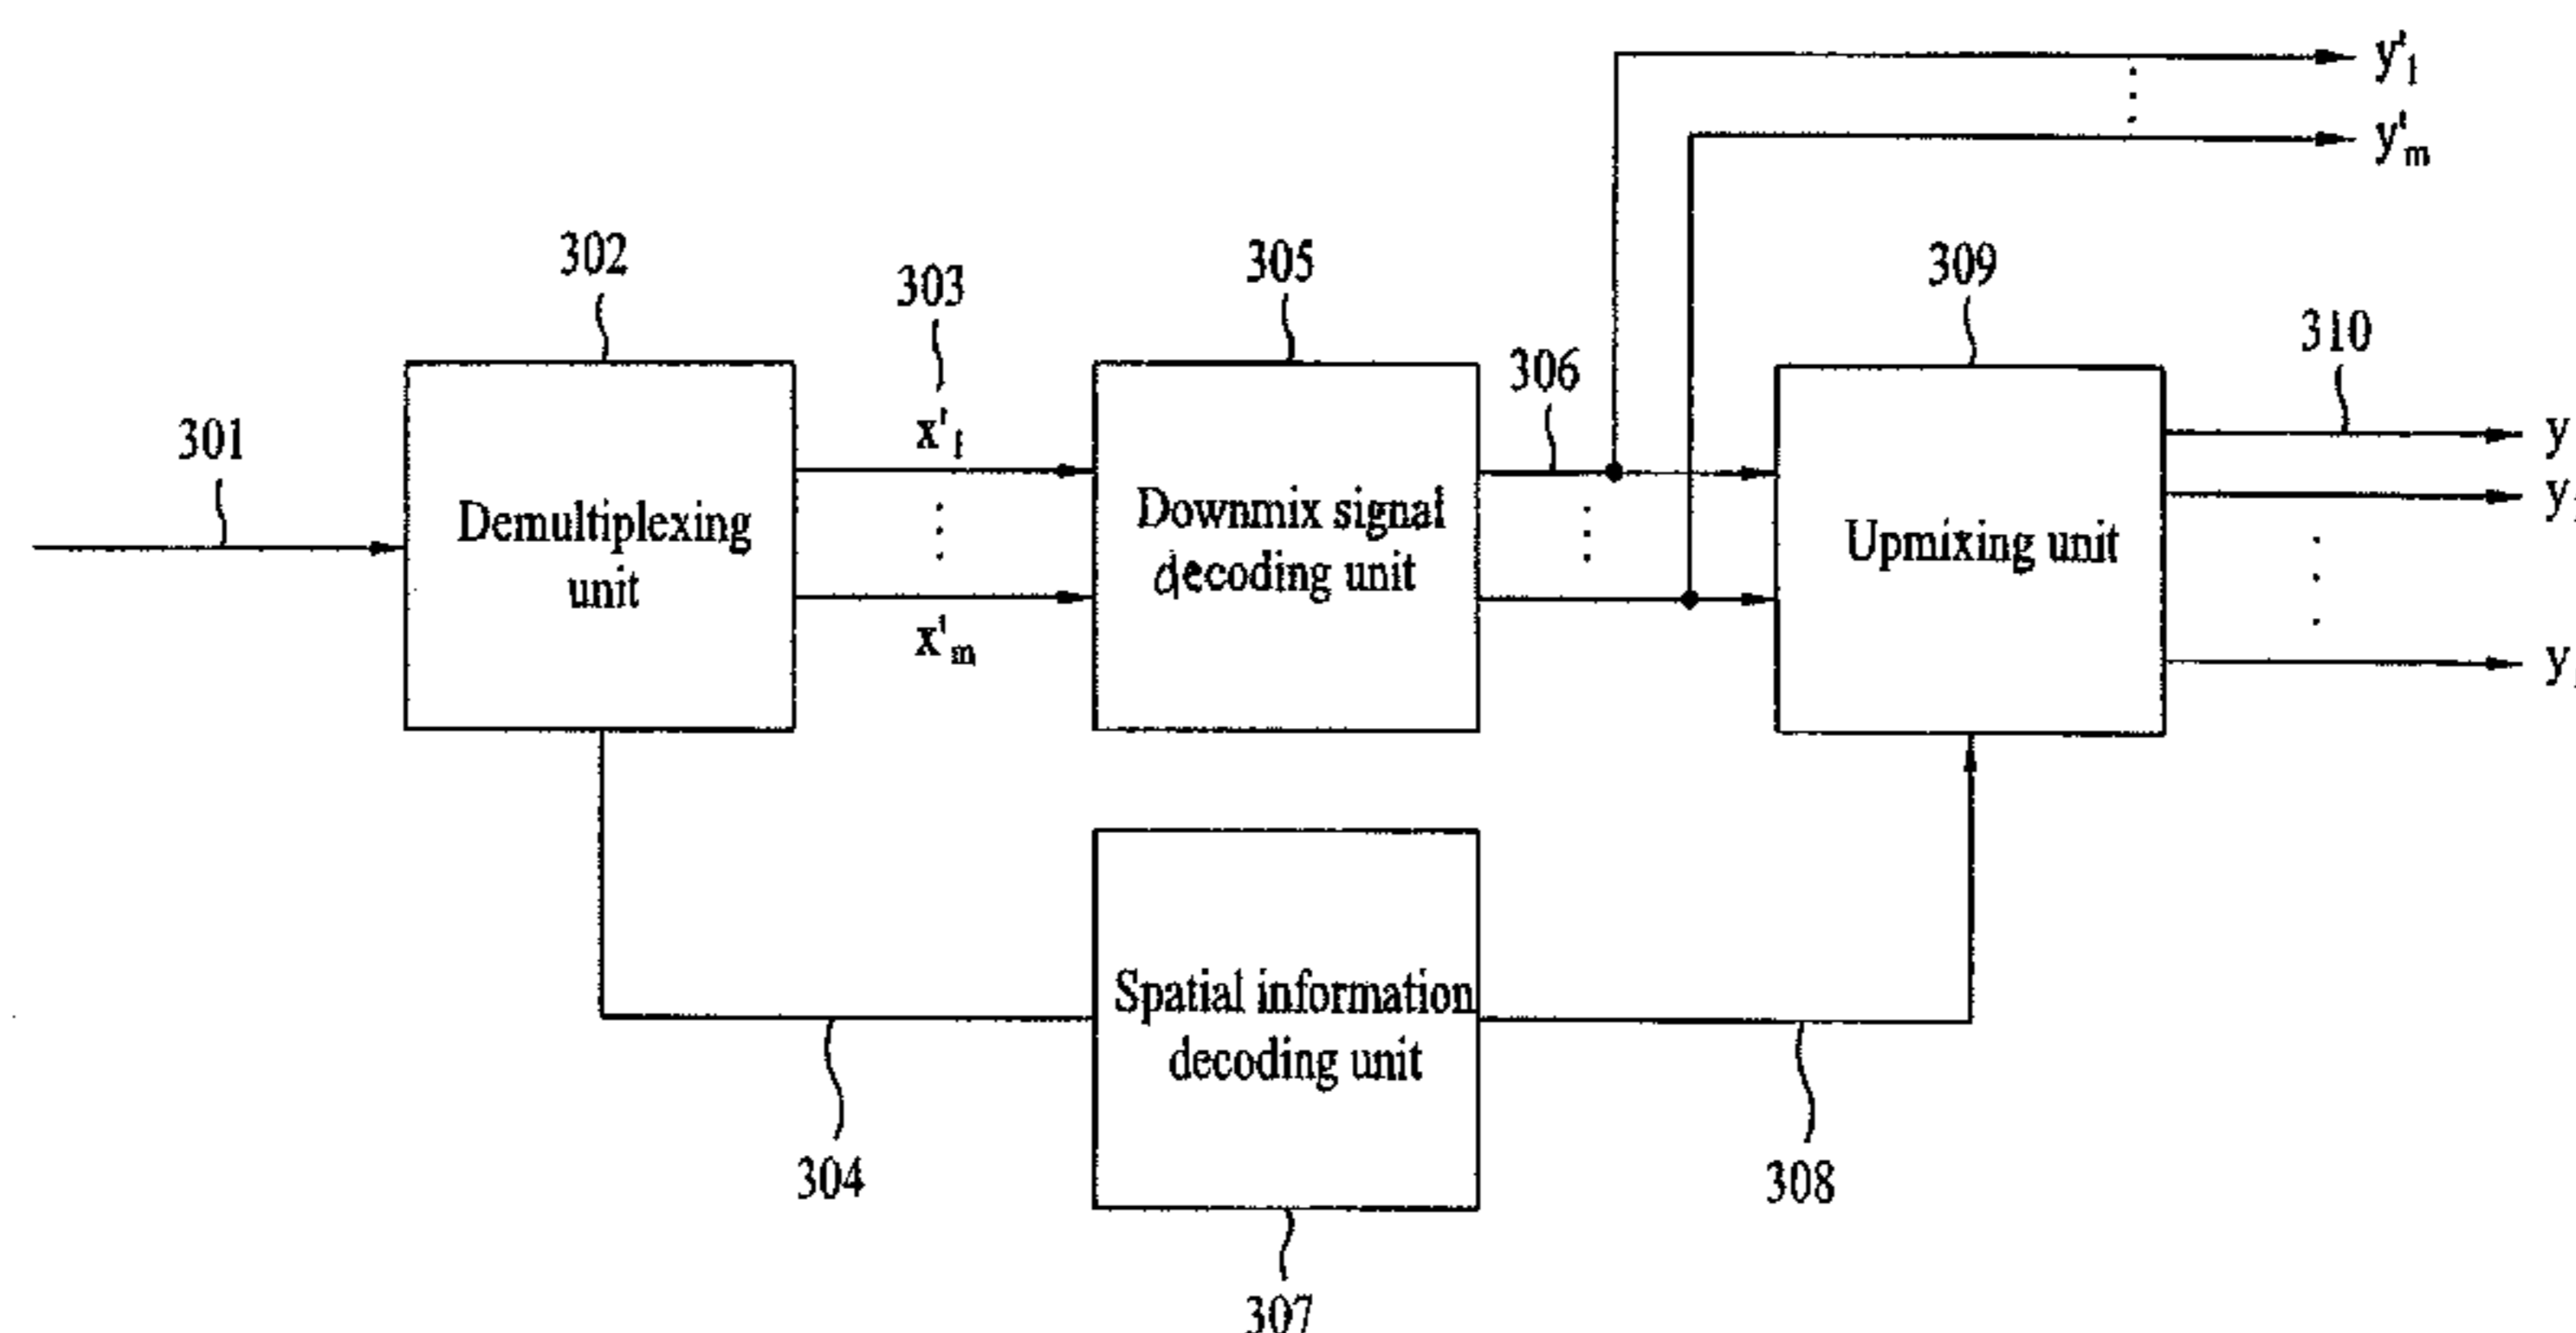 y'1
y'm
302
303
305
306
309
310
301
x'1
x'm
Demultiplexing
unit
Downmix signal
decoding unit
Upmixing unit
y
y
y
Spatial information
decoding unit
304
308
307